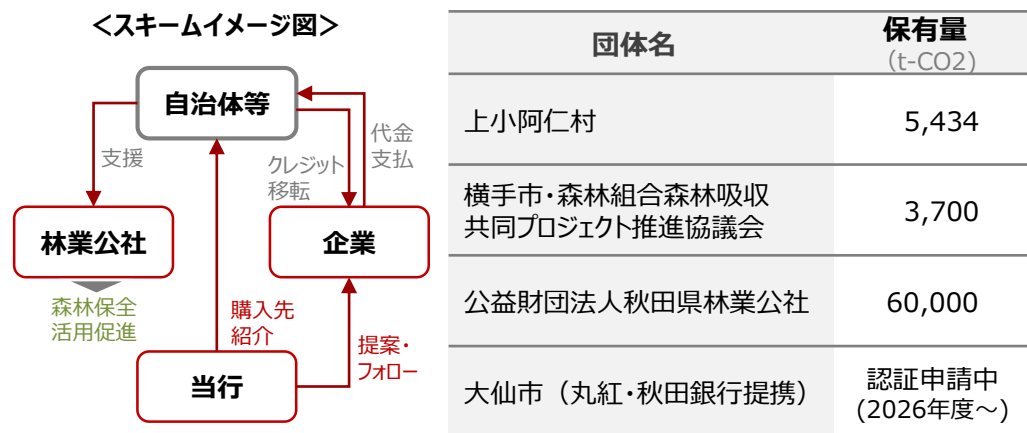 ＜スキームイメージ図＞
自治体等
支援
クレジット
移転
代金
支払
林業公社
企業
森林保全
活用促進
購入先
紹介
提案・
フォロー
当行
団体名
保有量
（t-CO2）
上小阿仁村
5,434
横手市・森林組合森林吸収
共同プロジェクト推進協議会
3,700
公益財団法人秋田県林業公社
60,000
大仙市（丸紅・秋田銀行提携）
認証申請中
(2026年度～)